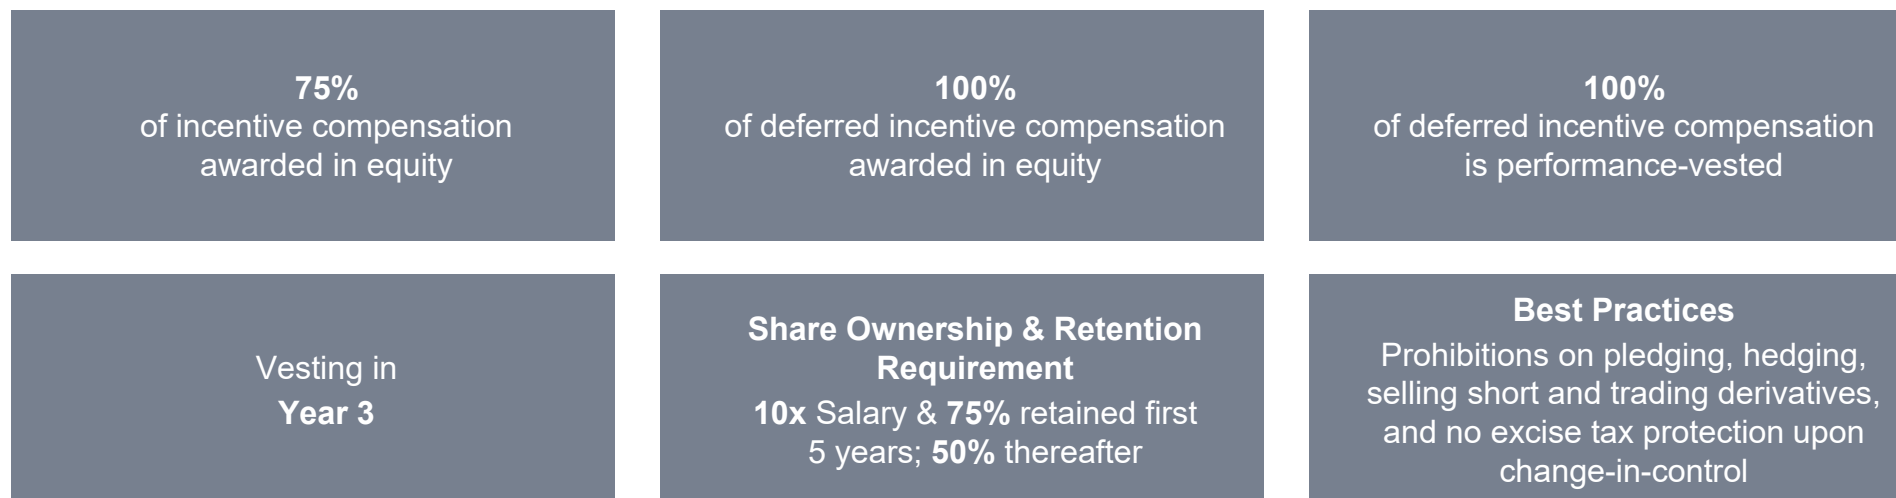 75%
of incentive compensation
awarded in equity
100%
of deferred incentive compensation
awarded in equity
100%
of deferred incentive compensation
is performance-vested
Vesting in
Year 3
Share Ownership & Retention
Requirement
10x Salary & 75% retained first
5 years; 50% thereafter
Best Practices
Prohibitions on pledging, hedging,
selling short and trading derivatives,
and no excise tax protection upon
change-in-control